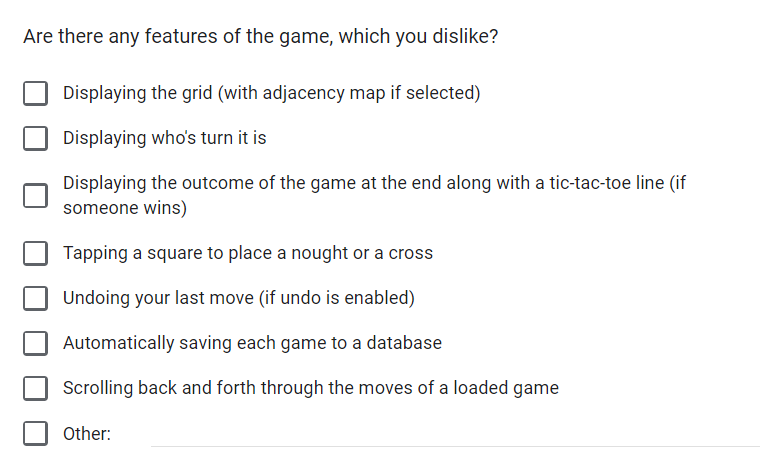 Are there any features of the game, which you dislike?
Displaying the grid (with adjacency map if selected)
Displaying who's turn it is
Displaying the outcome of the game at the end along with a tic-tac-toe line (if
someone wins)
Tapping a square to place a nought or a cross
Undoing your last move (if undo is enabled)
Automatically saving each game to a database
Scrolling back and forth through the moves of a loaded game
Other: